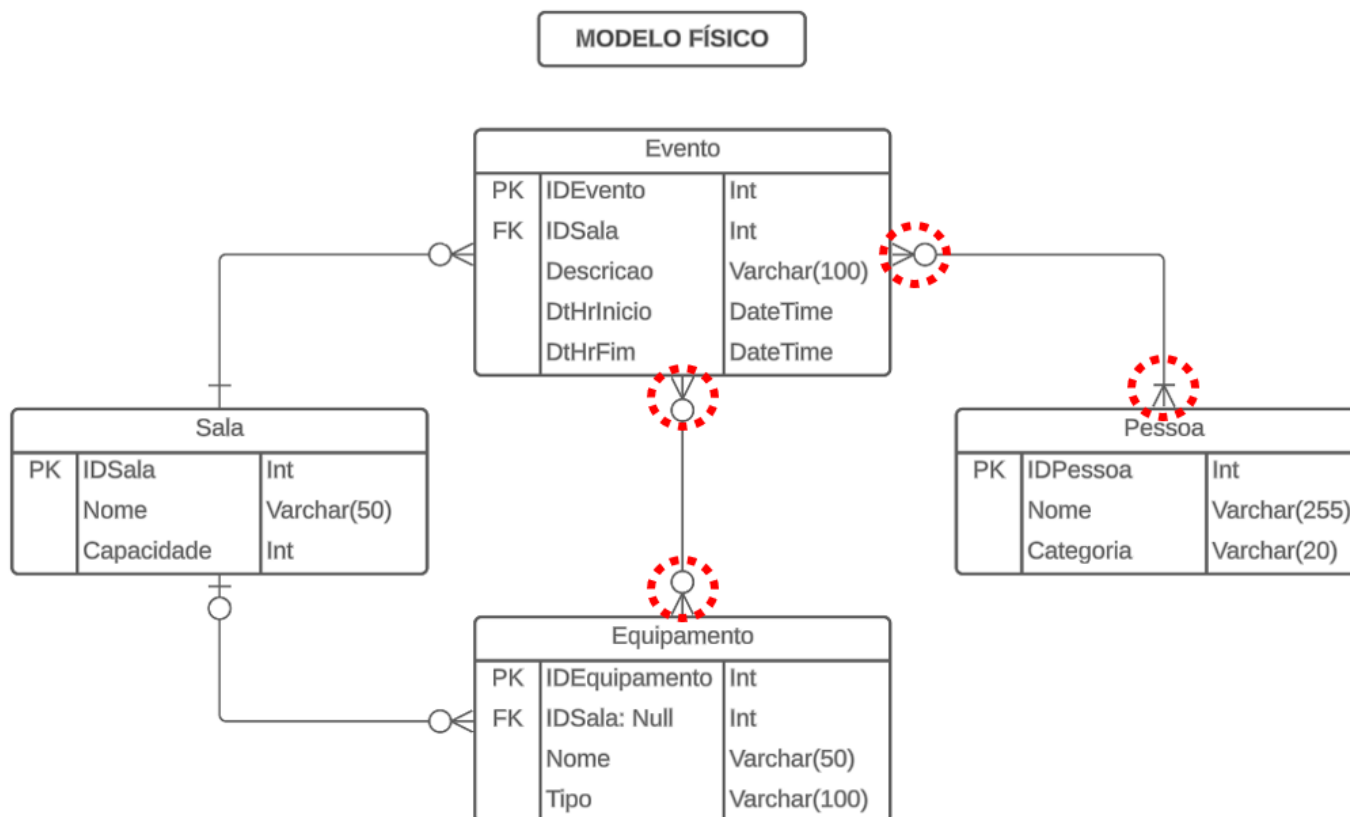 MODELO FÍSICO
Evento
PK IDEvento Int
FK IDSala Int
Descricao Varchar(100)
DtHrInicio DateTime
DtHrFim DateTime
Sala
PK IDSala Int
Nome Varchar(50)
Capacidade Int
Pessoa
PK IDPessoa Int
Nome Varchar(255)
Categoria Varchar(20)
Equipamento
PK IDEquipamento Int
FK IDSala: Null Int
Nome Varchar(50)
Tipo Varchar(100)